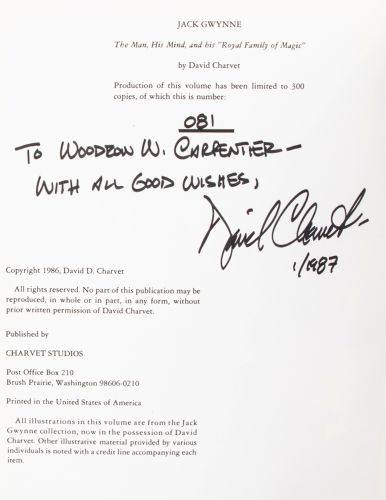 JACK GWYNNE
The Man, His Mind, and his "Royal Family of Magic"
by David Charvet
Production of this volume has been limited to 300
copies, of which this is number:
081
TO WOODROW W. CARPENTIER —
WITH ALL GOOD WISHES,
David Charvet
1/1987
Copyright 1986, David D. Charvet
All rights reserved. No part of this publication may be
reproduced, in whole or in part, in any form, without
prior written permission of David Charvet.
Published by
CHARVET STUDIOS
Post Office Box 210
Brush Prairie, Washington 98606-0210
Printed in the United States of America
All illustrations in this volume are from the Jack
Gwynne collection, now in the possession of David
Charvet. Other illustrative material provided by various
individuals is noted with a credit line accompanying each
item.